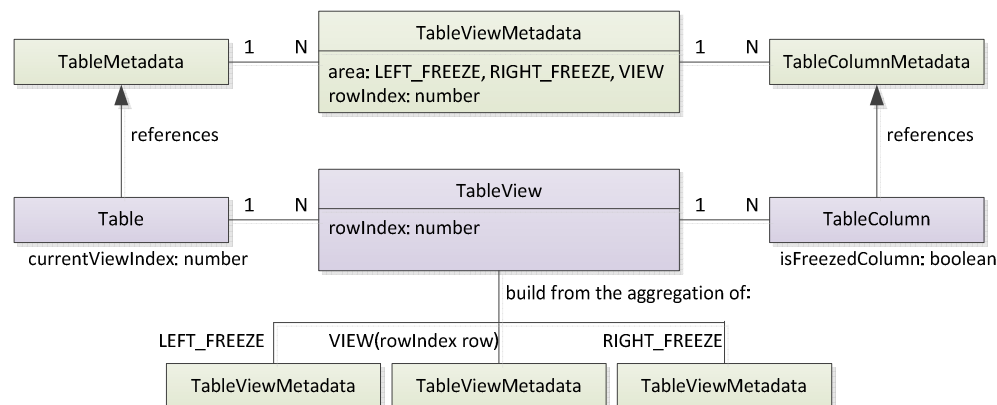 TableViewMetadata
TableMetadata
1
N
area: LEFT_FREEZE, RIGHT_FREEZE, VIEW
rowIndex: number
1
N
TableColumnMetadata
references
references
Table
1
N
TableView
rowIndex: number
1
N
TableColumn
currentViewIndex: number
isFreezedColumn: boolean
build from the aggregation of:
LEFT_FREEZE
VIEW(rowIndex row)
RIGHT_FREEZE
TableViewMetadata
TableViewMetadata
TableViewMetadata